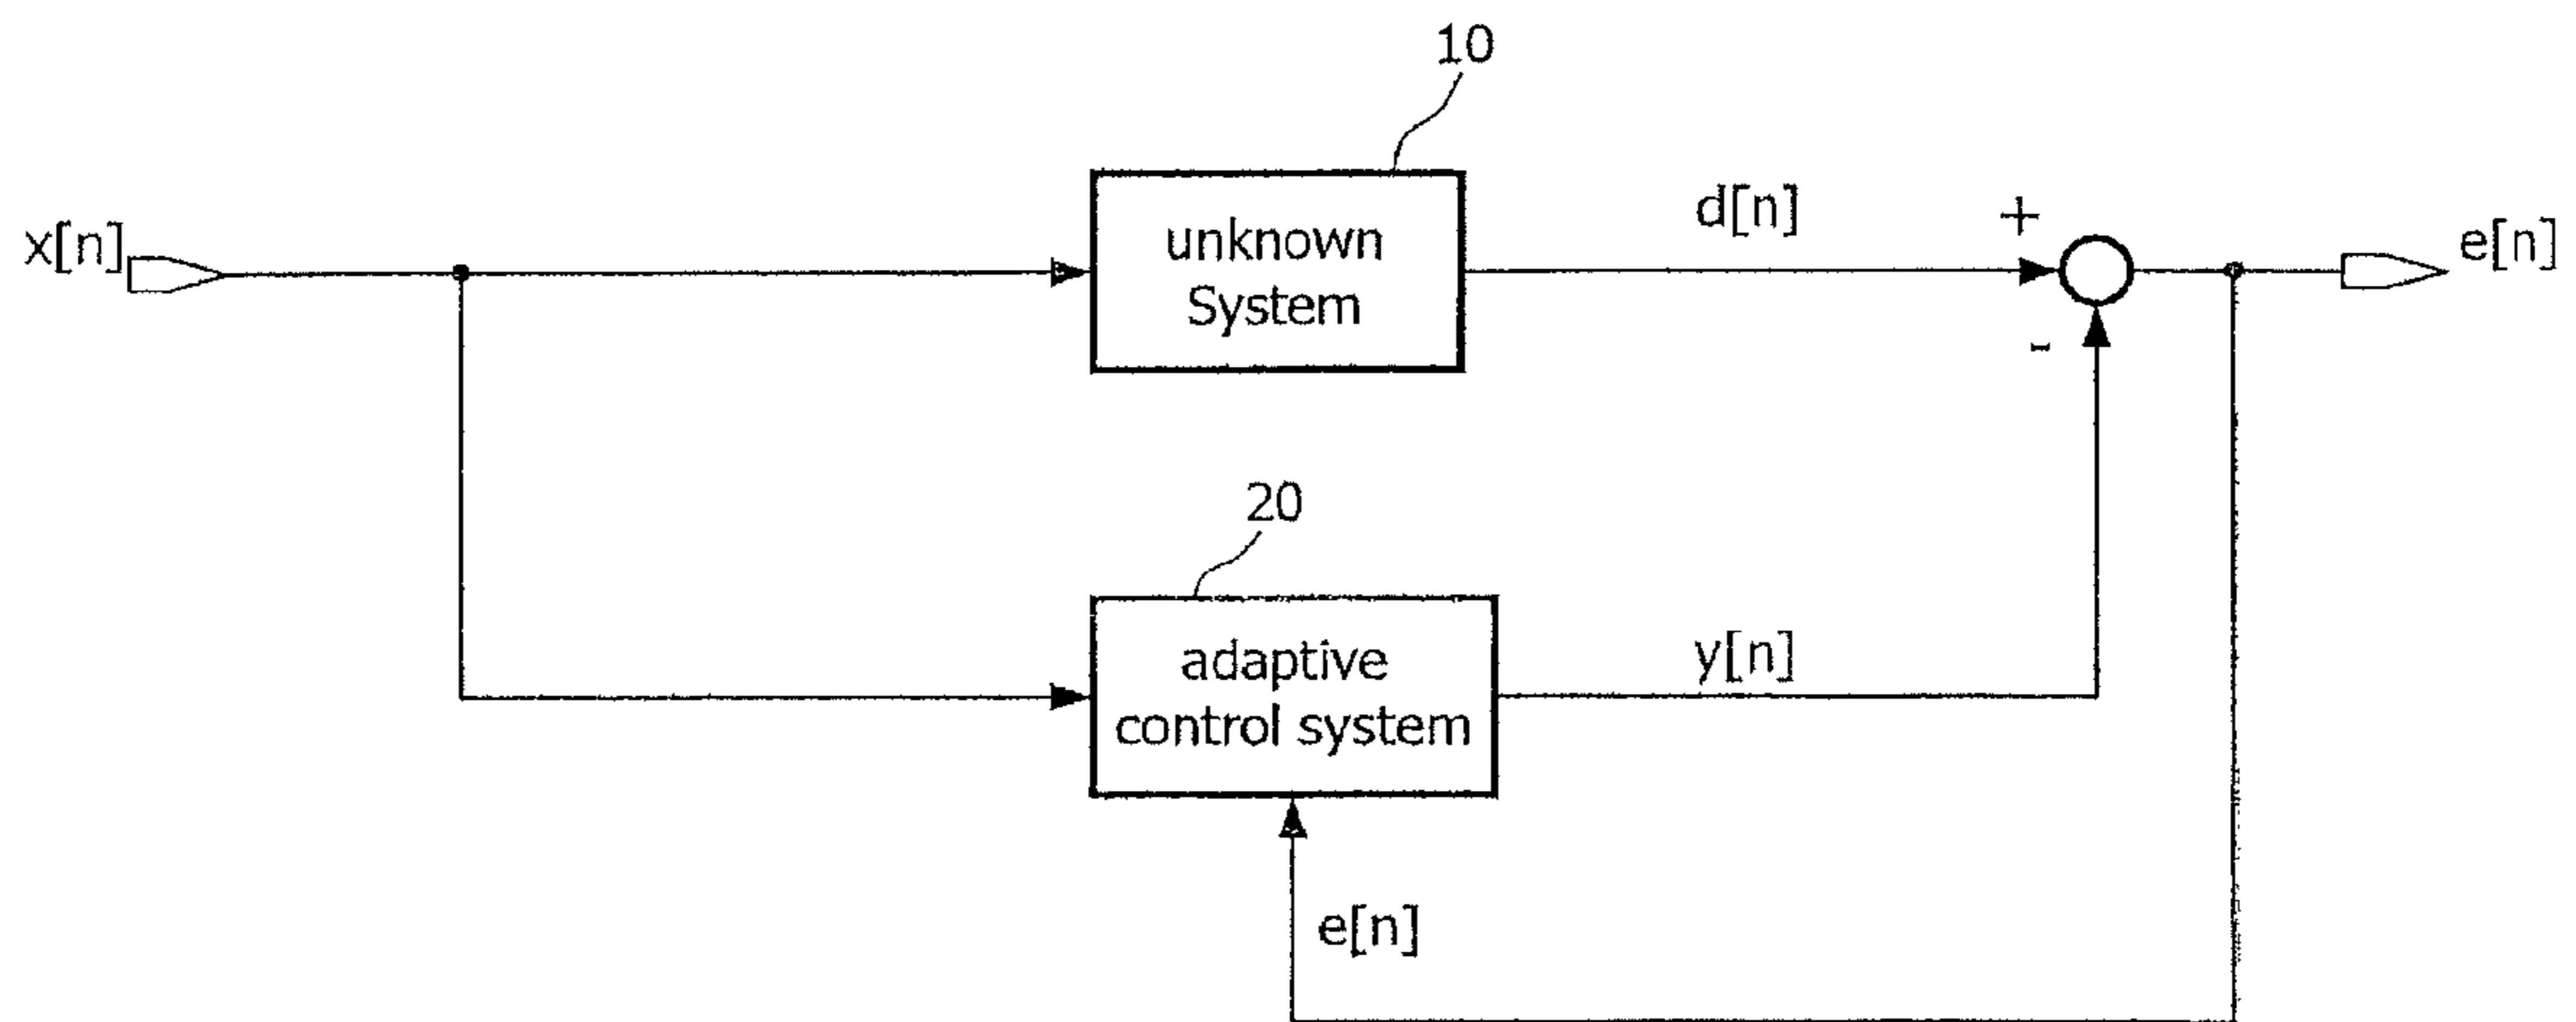 10
x[n]
unknown
System
d[n]
+
e[n]
-
20
adaptive
control system
y[n]
e[n]